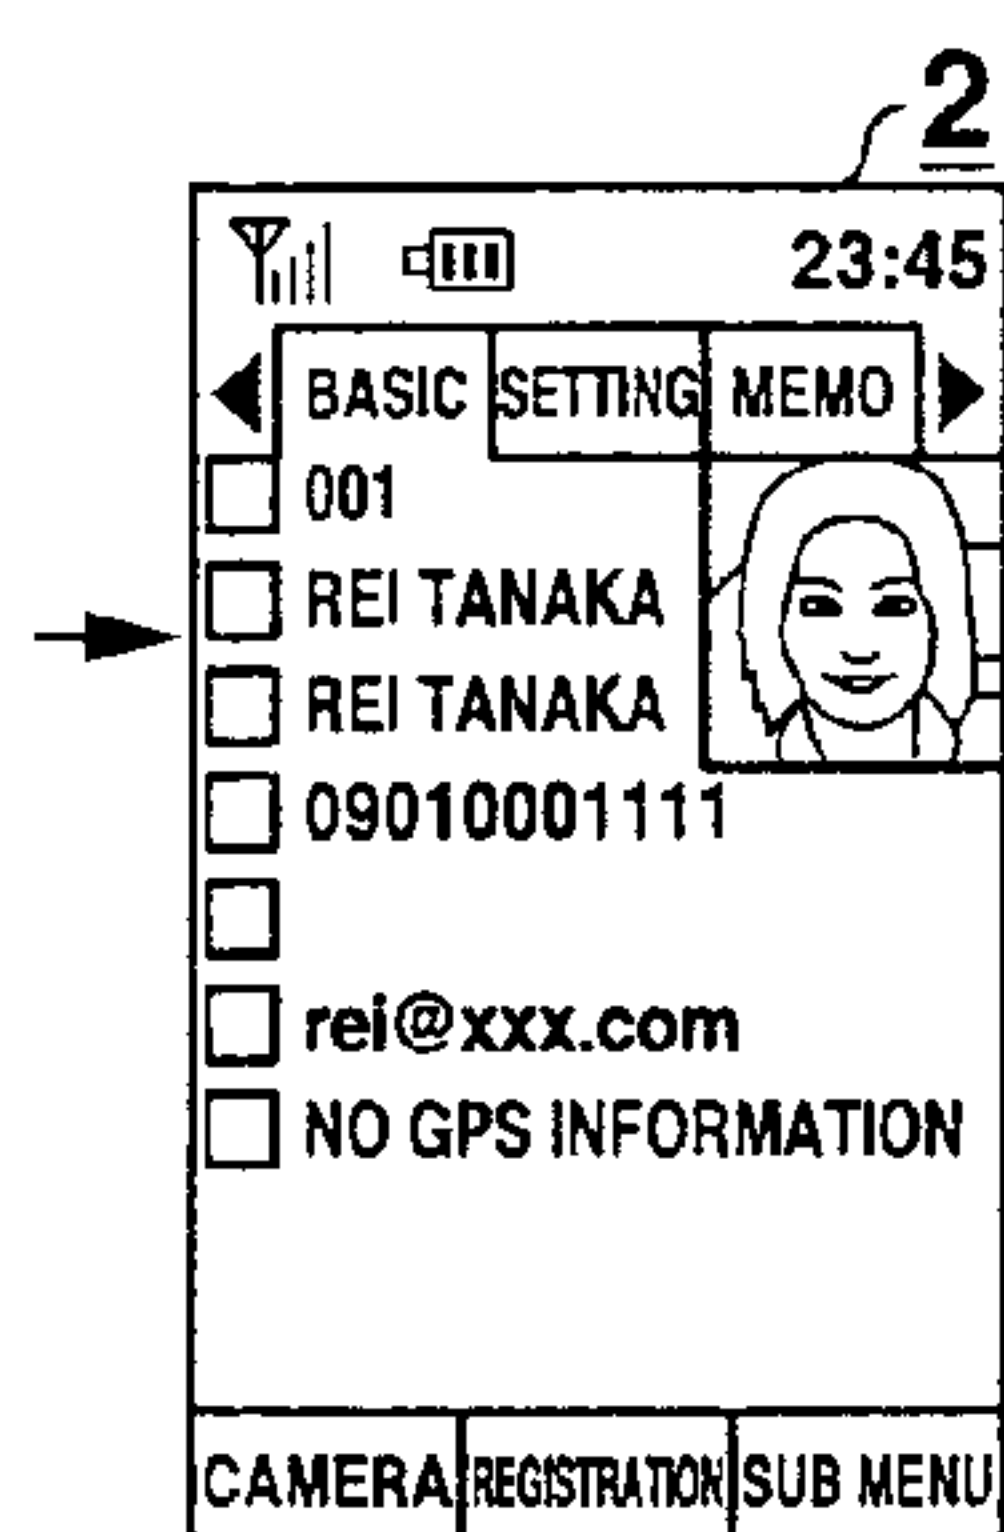 2
23:45
BASIC SETTING MEMO
001
REI TANAKA
REI TANAKA
09010001111
rei@xxx.com
NO GPS INFORMATION
CAMERA REGISTRATION SUB MENU